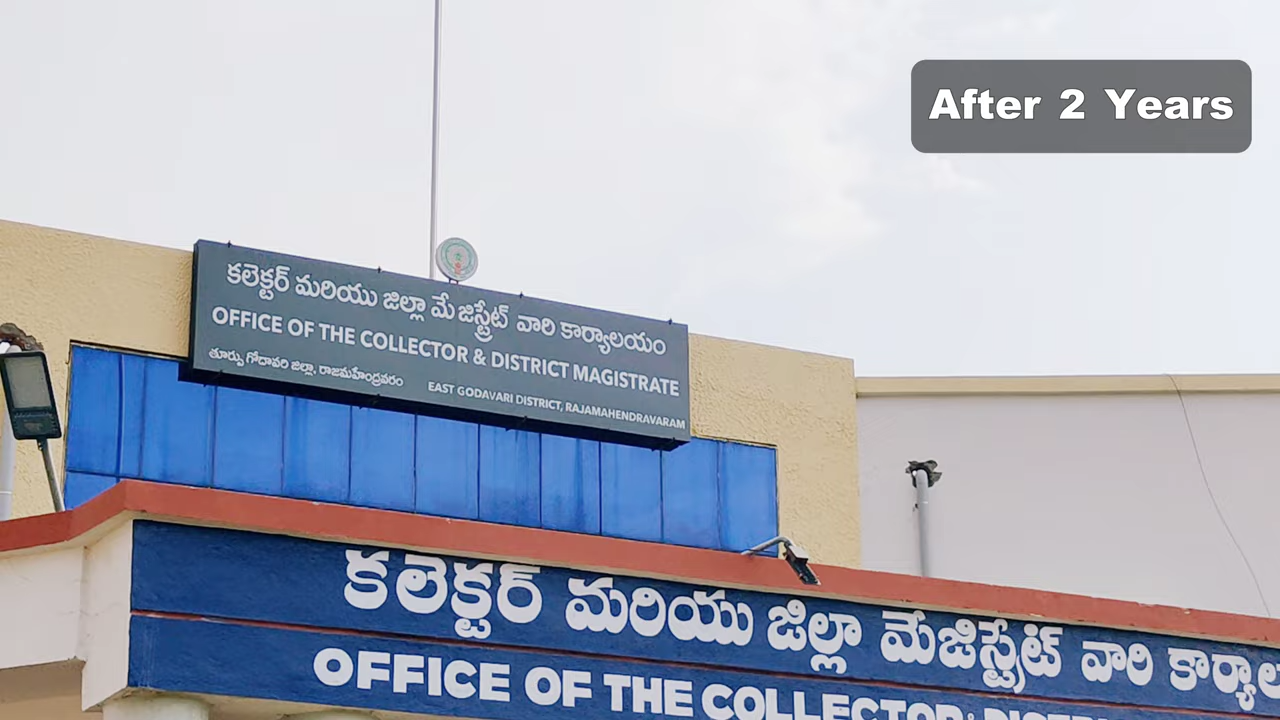 After 2 Years
కలెక్టర్ మరియు జిల్లా మేజిస్ట్రేట్ వారి కార్యాలయం
OFFICE OF THE COLLECTOR & DISTRICT MAGISTRATE
తూర్పు గోదావరి జిల్లా, రాజమహేంద్రవరం EAST GODAVARI DISTRICT, RAJAMAHENDRAVARAM
కలెక్టర్ మరియు జిల్లా మేజిస్ట్రేట్ వారి
OFFICE OF THE COLLECTOR